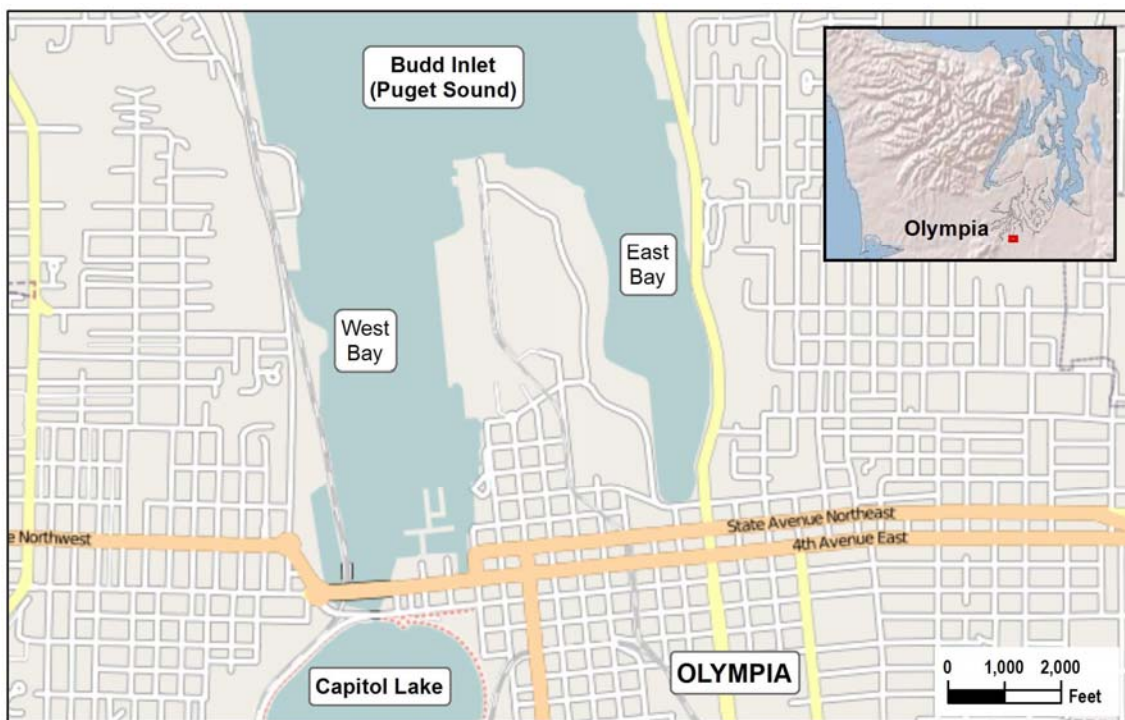 Budd Inlet
(Puget Sound)
Olympia
East
Bay
West
Bay
State Avenue Northeast
e Northwest
4th Avenue East
OLYMPIA
Capitol Lake
0 1,000 2,000
Feet